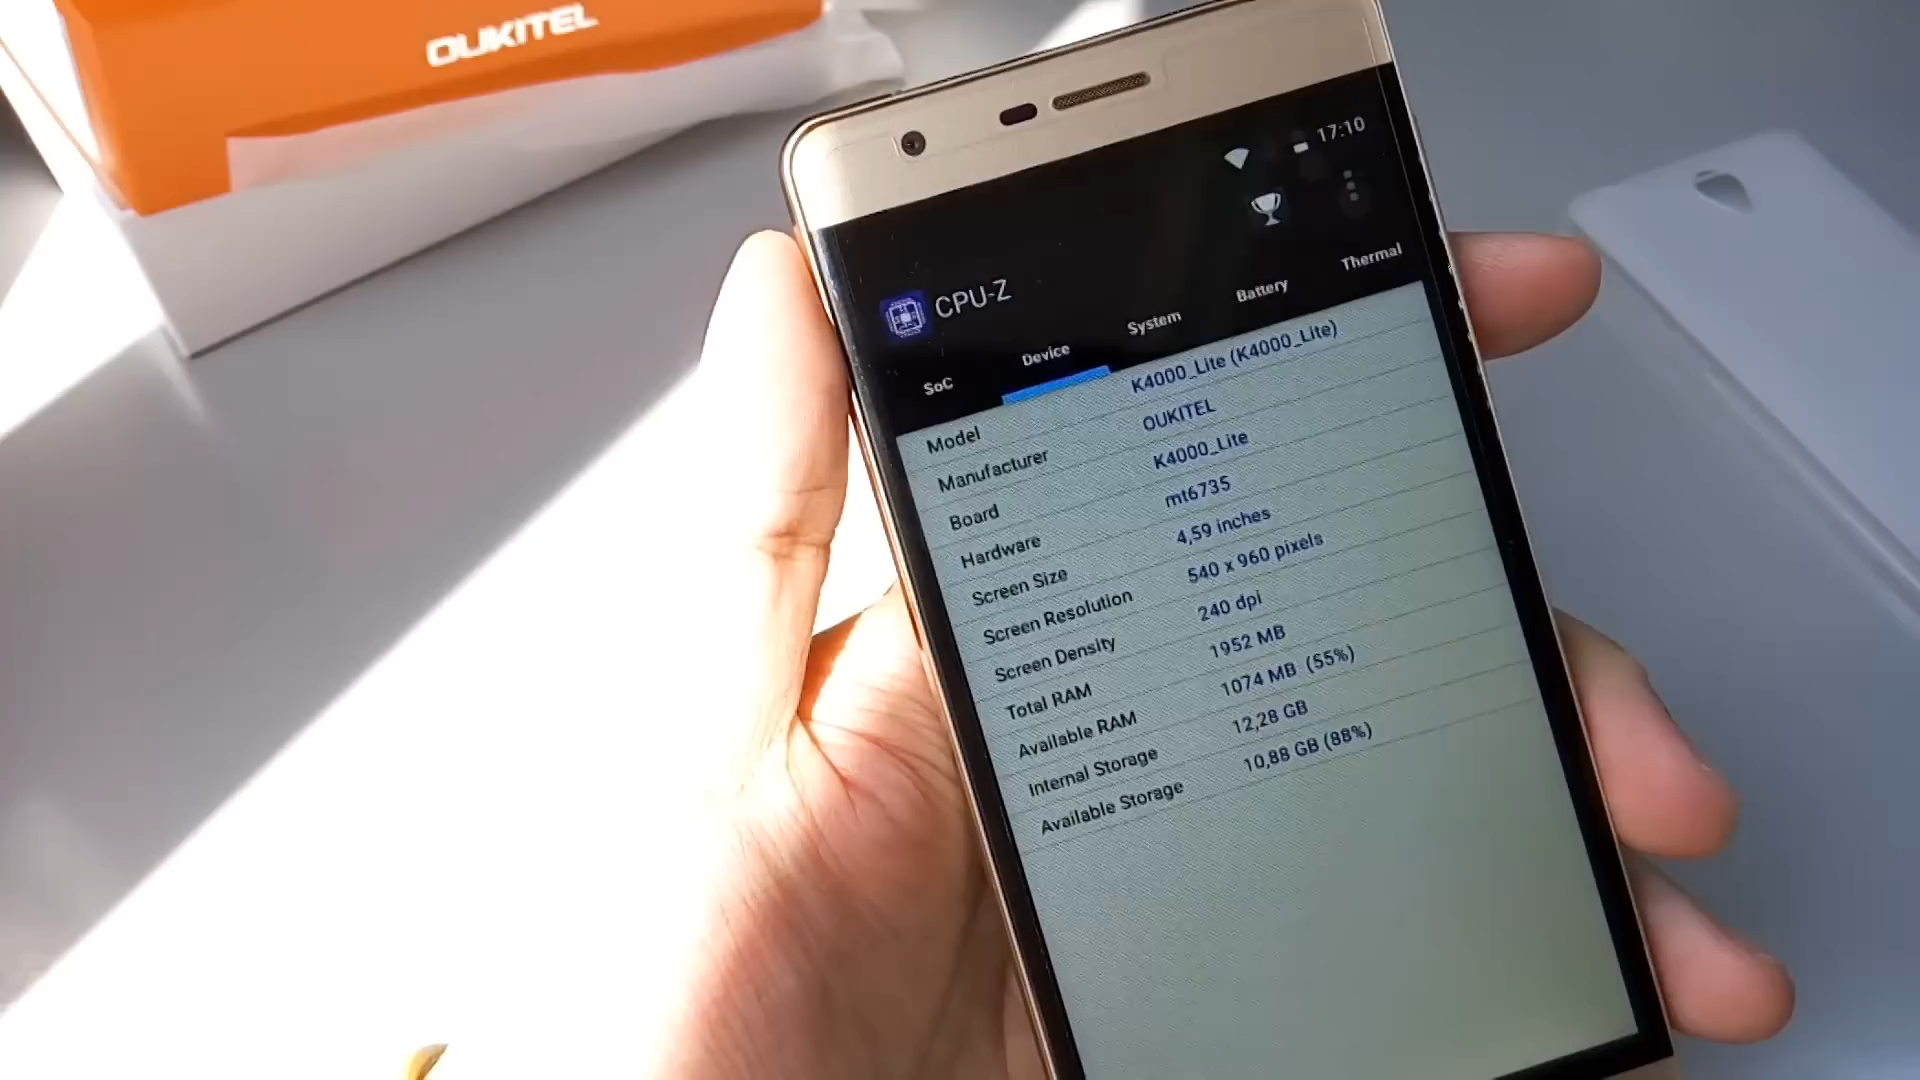 OUKITEL
17:10
CPU-Z
SoC Device System Battery Thermal
Model K4000_Lite (K4000_Lite)
Manufacturer OUKITEL
Board K4000_Lite
Hardware mt6735
Screen Size 4,59 inches
Screen Resolution 540 x 960 pixels
Screen Density 240 dpi
Total RAM 1952 MB
Available RAM 1074 MB (55%)
Internal Storage 12,28 GB
Available Storage 10,88 GB (88%)